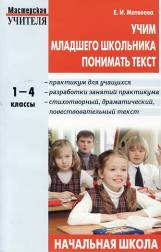 Мастерская
УЧИТЕЛЯ
Е. И. Матвеева
УЧИМ
МЛАДШЕГО ШКОЛЬНИКА
ПОНИМАТЬ ТЕКСТ
1–4
классы
– практикум для учащихся
– разработки занятий практикума
– стихотворный, драматический,
повествовательный текст
НАЧАЛЬНАЯ ШКОЛА